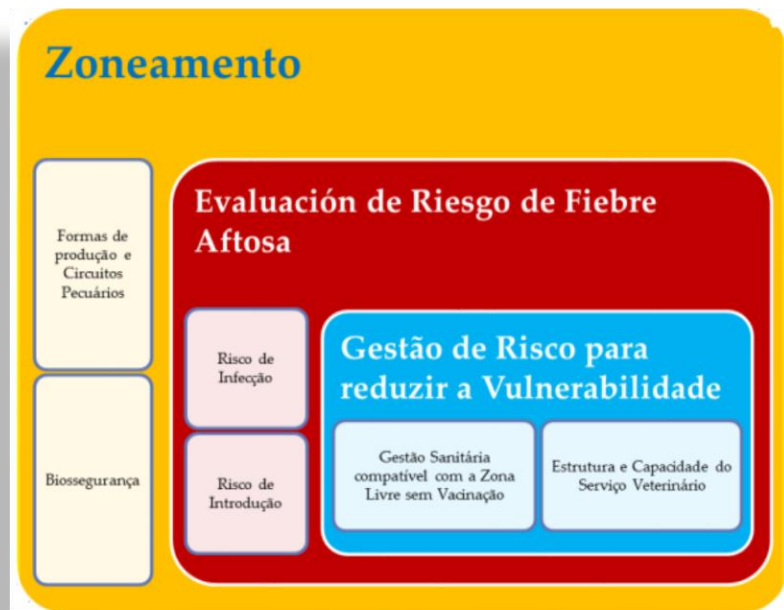 Zoneamento
Formas de
produção e
Circuitos
Pecuários
Biossegurança
Evaluación de Riesgo de Fiebre
Aftosa
Risco de
Infecção
Risco de
Introdução
Gestão de Risco para
reduzir a Vulnerabilidade
Gestão Sanitária
compatível com a Zona
Livre sem Vacinação
Estrutura e Capacidade do
Serviço Veterinário